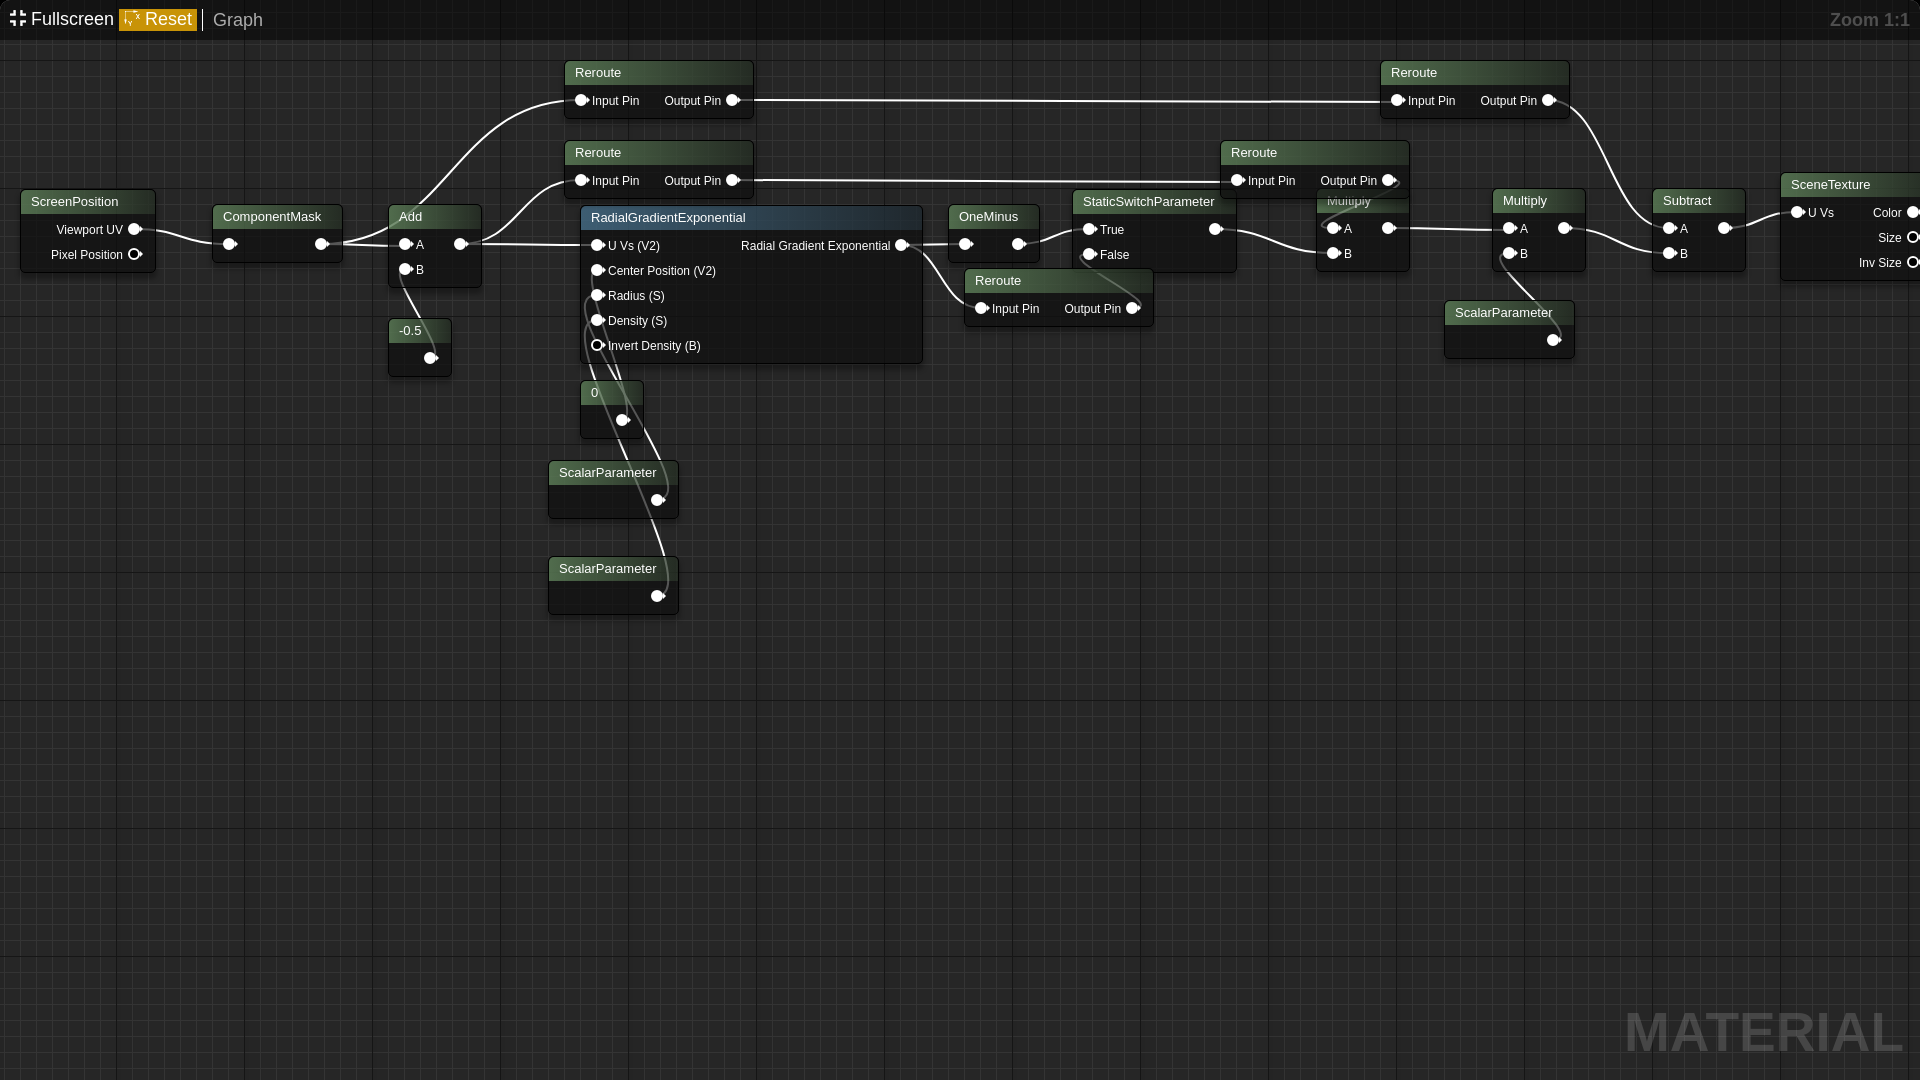 Fullscreen Reset Graph
Zoom 1:1
Reroute
Input Pin Output Pin
Reroute
Input Pin Output Pin
Reroute
Input Pin Output Pin
Reroute
Input Pin Output Pin
ScreenPosition
Viewport UV
Pixel Position
ComponentMask
Add
A
B
-0.5
RadialGradientExponential
U Vs (V2) Radial Gradient Exponential
Center Position (V2)
Radius (S)
Density (S)
Invert Density (B)
0
ScalarParameter
ScalarParameter
OneMinus
Reroute
Input Pin Output Pin
StaticSwitchParameter
True
False
Multiply
A
B
Multiply
A
B
ScalarParameter
Subtract
A
B
SceneTexture
U Vs Color
Size
Inv Size
MATERIAL